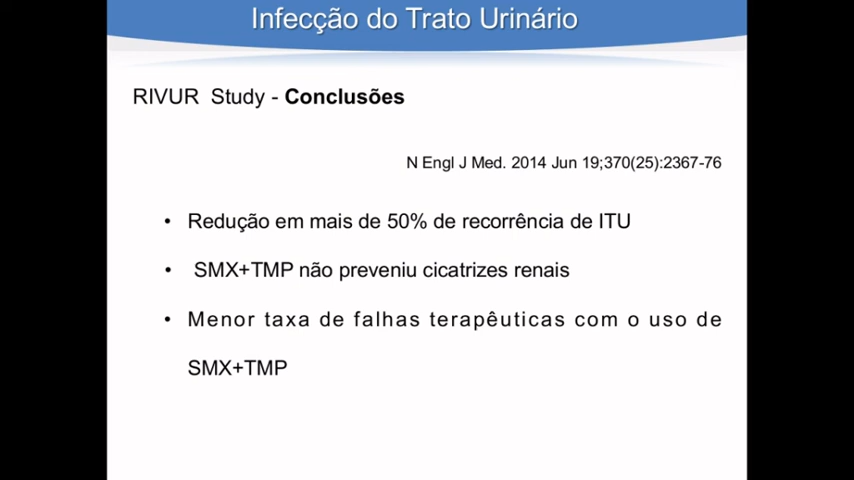 Infecção do Trato Urinário
RIVUR Study - Conclusões
N Engl J Med. 2014 Jun 19;370(25):2367-76
• Redução em mais de 50% de recorrência de ITU
• SMX+TMP não preveniu cicatrizes renais
• Menor taxa de falhas terapêuticas com o uso de
SMX+TMP